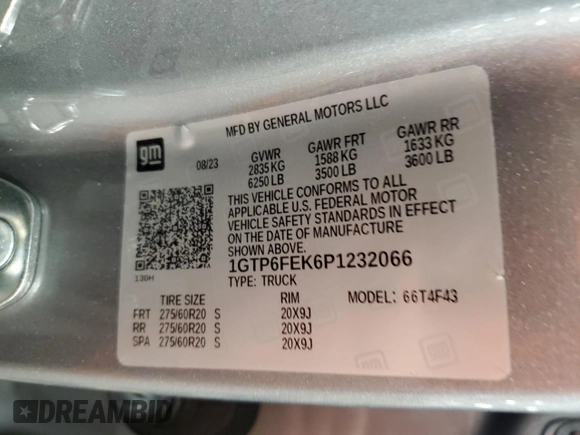 MFD BY GENERAL MOTORS LLC
gm
08/23
GVWR GAWR FRT GAWR RR
2835 KG 1588 KG 1633 KG
6250 LB 3500 LB 3600 LB
THIS VEHICLE CONFORMS TO ALL
APPLICABLE U.S. FEDERAL MOTOR
VEHICLE SAFETY STANDARDS IN EFFECT
ON THE DATE OF MANUFACTURE
SHOWN ABOVE.
1GTP6FEK6P1232066
130H
TYPE: TRUCK
TIRE SIZE RIM MODEL: 66T4F43
FRT 275/60R20 S 20X9J
RR 275/60R20 S 20X9J
SPA 275/60R20 S 20X9J
DREAMBID